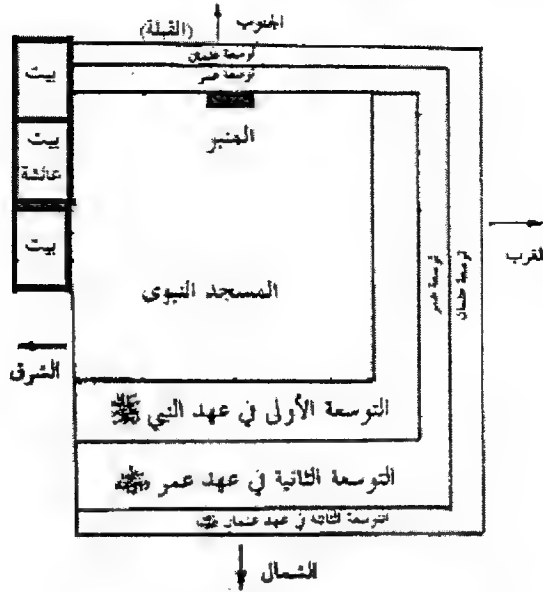 الجنوب
(القبلة)
توسعة عثمان
توسعة عمر
بيت
المنبر
بيت
عائشة
بيت
الغرب
توسعة عمر
توسعة عثمان
المسجد النبوى
الشرق
التوسعة الأولى في عهد النبي ﷺ
التوسعة الثانية في عهد عمر
التوسعة الثالثة في عهد عثمان
الشمال